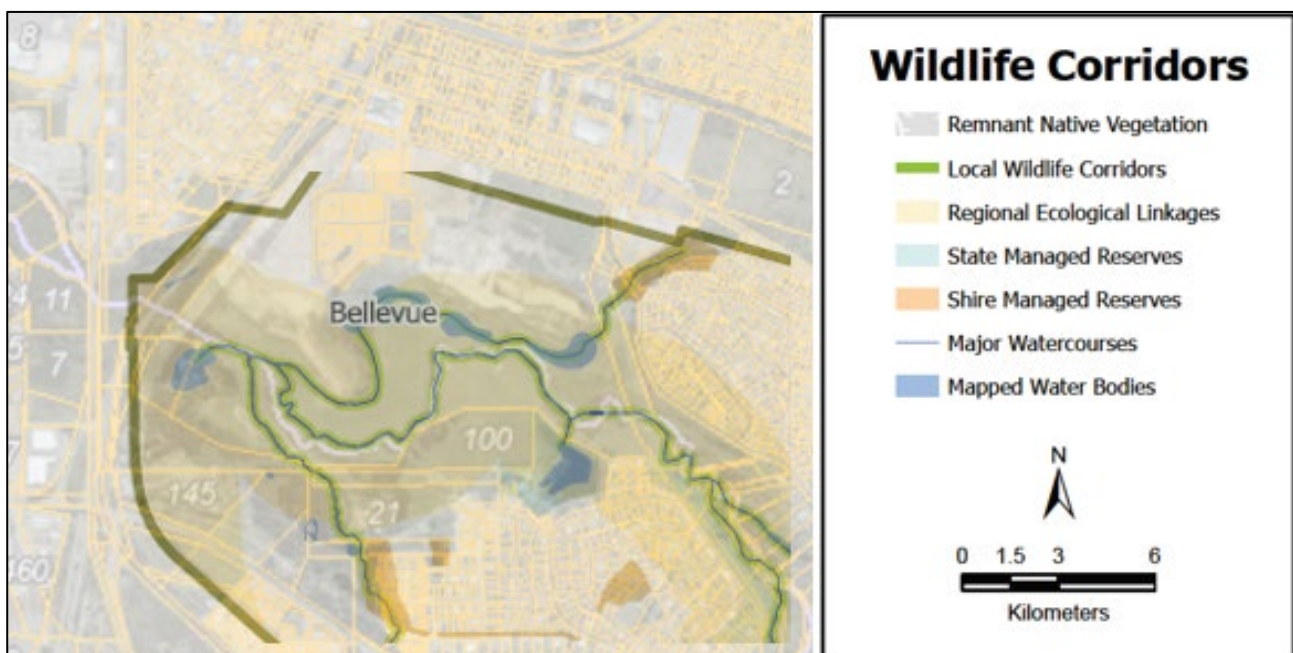 8
2
11
7
Bellevue
100
145
21
160
Wildlife Corridors
Remnant Native Vegetation
Local Wildlife Corridors
Regional Ecological Linkages
State Managed Reserves
Shire Managed Reserves
Major Watercourses
Mapped Water Bodies
N
0 1.5 3 6
Kilometers